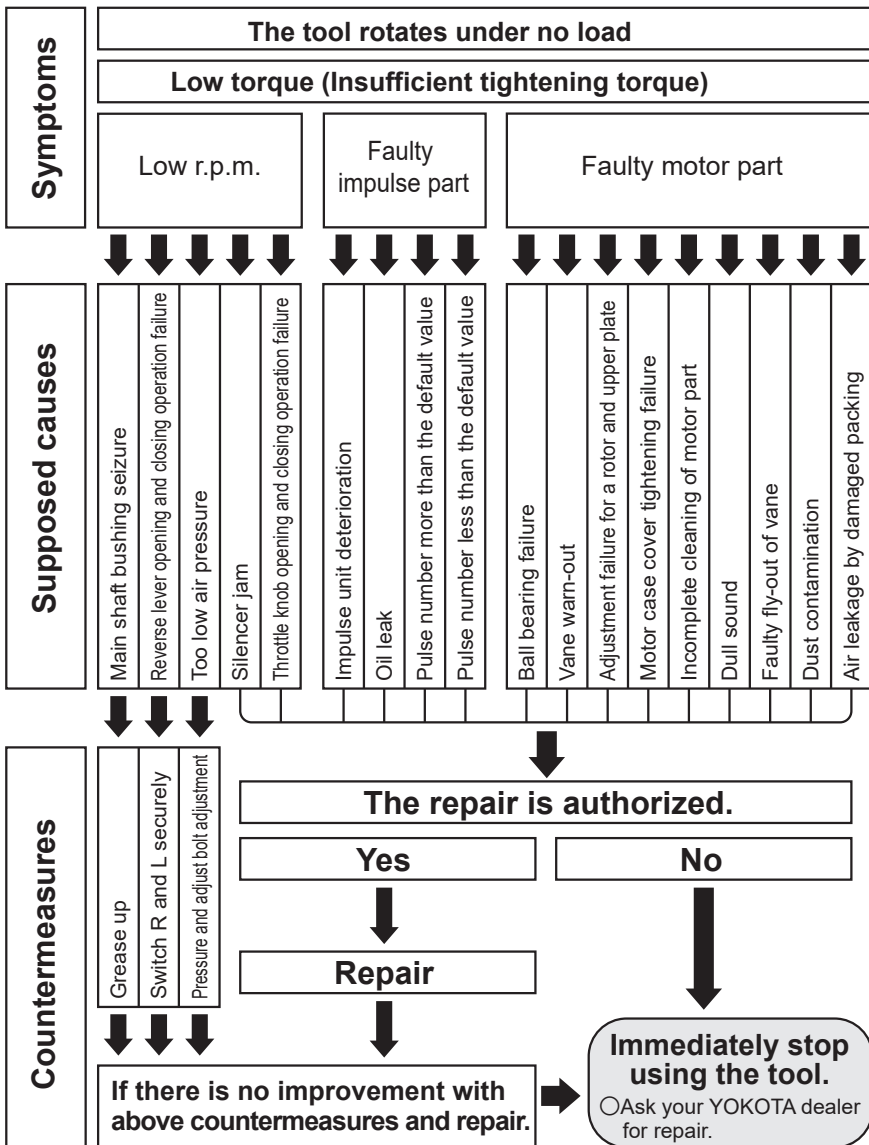 Symptoms
The tool rotates under no load
Low torque (Insufficient tightening torque)
Low r.p.m.
Faulty
impulse part
Faulty motor part
Supposed causes
Main shaft bushing seizure
Reverse lever opening and closing operation failure
Too low air pressure
Silencer jam
Throttle knob opening and closing operation failure
Impulse unit deterioration
Oil leak
Pulse number more than the default value
Pulse number less than the default value
Ball bearing failure
Vane warn-out
Adjustment failure for a rotor and upper plate
Motor case cover tightening failure
Incomplete cleaning of motor part
Dull sound
Faulty fly-out of vane
Dust contamination
Air leakage by damaged packing
Countermeasures
Grease up
Switch R and L securely
Pressure and adjust bolt adjustment
The repair is authorized.
Yes
No
Repair
If there is no improvement with
above countermeasures and repair.
Immediately stop
using the tool.
○Ask your YOKOTA dealer
for repair.